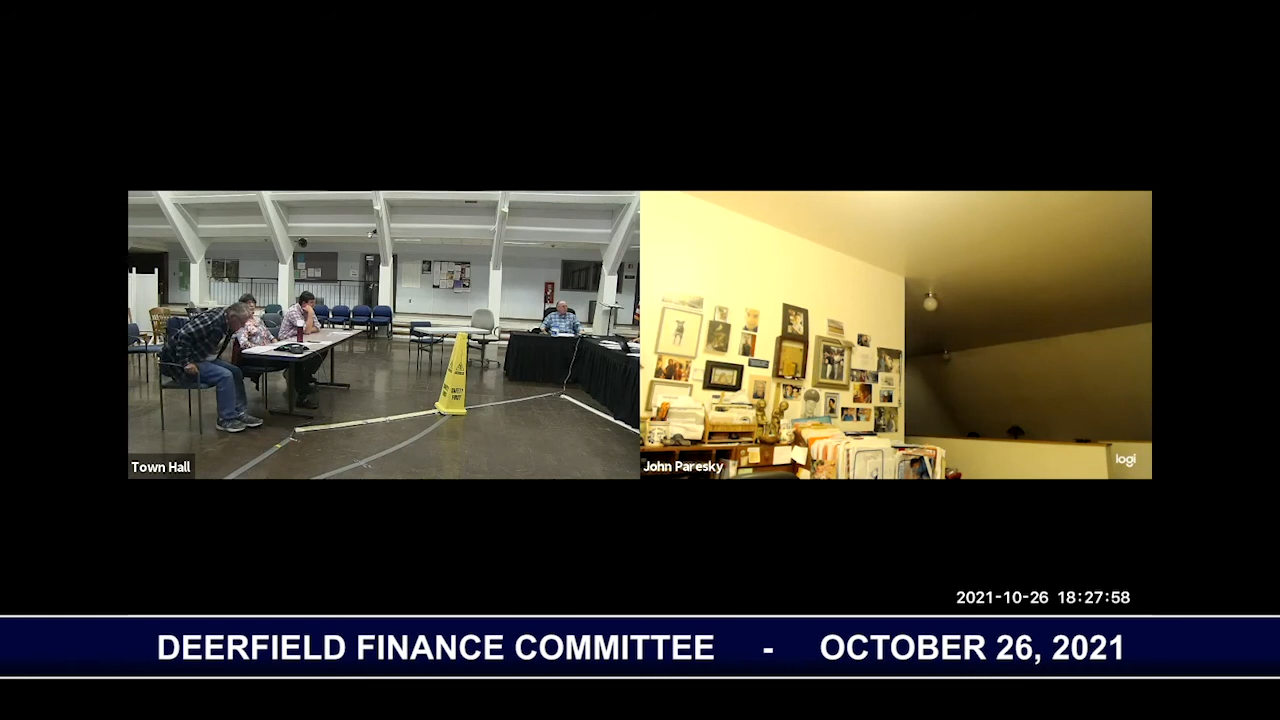 Town Hall
John Paresky
logi
2021-10-26 18:27:58
DEERFIELD FINANCE COMMITTEE - OCTOBER 26, 2021